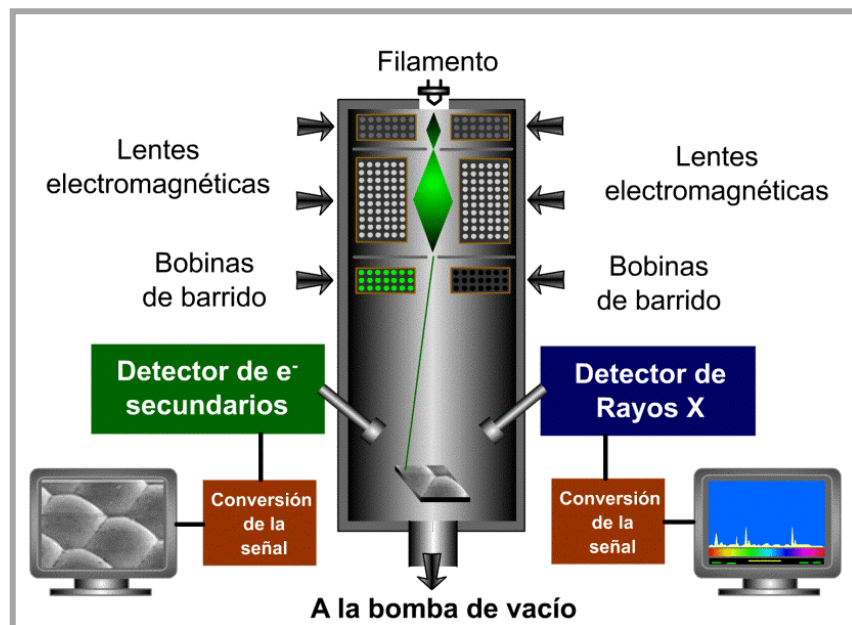 Filamento
Lentes
electromagnéticas
Lentes
electromagnéticas
Bobinas
de barrido
Bobinas
de barrido
Detector de e-
secundarios
Detector de
Rayos X
Conversión
de la
señal
Conversión
de la
señal
A la bomba de vacío